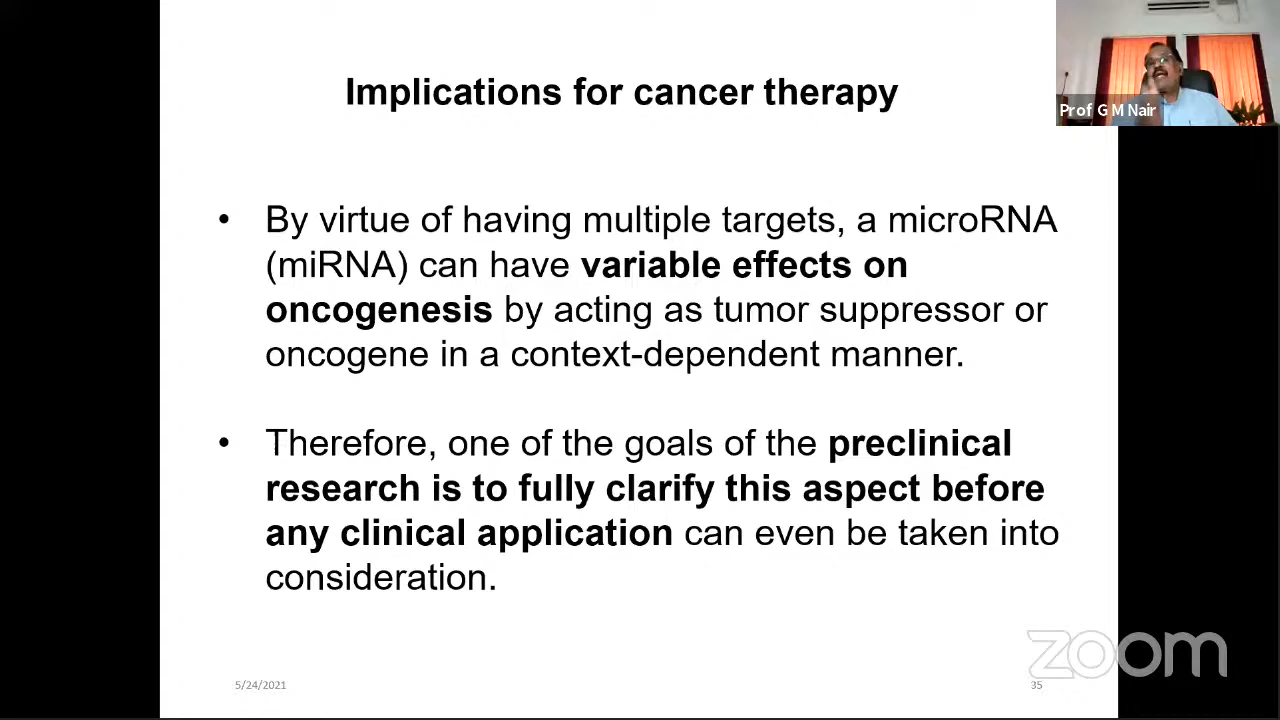 Implications for cancer therapy
Prof G M Nair
• By virtue of having multiple targets, a microRNA
(miRNA) can have variable effects on
oncogenesis by acting as tumor suppressor or
oncogene in a context-dependent manner.
• Therefore, one of the goals of the preclinical
research is to fully clarify this aspect before
any clinical application can even be taken into
consideration.
zoom
5/24/2021
35